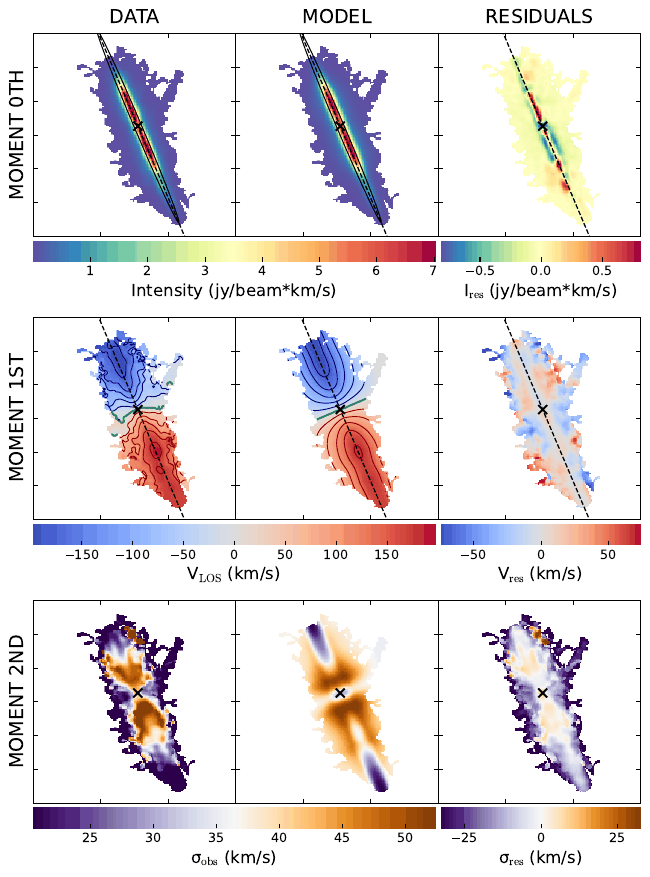 DATA MODEL RESIDUALS
MOMENT 0TH
1 2 3 4 5 6 7 −0.5 0.0 0.5
Intensity (jy/beam*km/s) I_res (jy/beam*km/s)
MOMENT 1ST
−150 −100 −50 0 50 100 150 −50 0 50
V_LOS (km/s) V_res (km/s)
MOMENT 2ND
25 30 35 40 45 50 −25 0 25
σ_obs (km/s) σ_res (km/s)